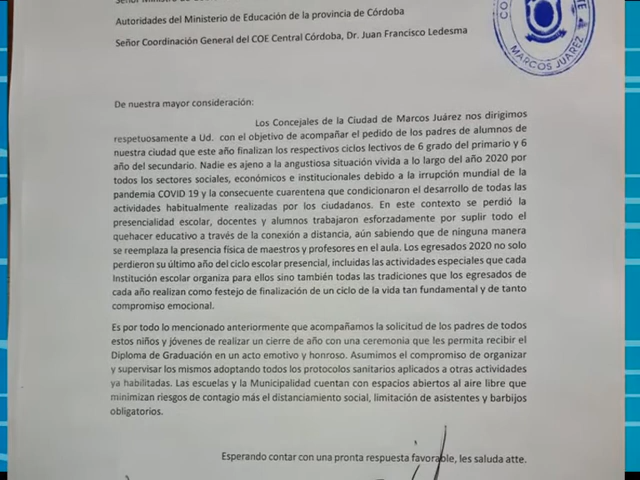 Autoridades del Ministerio de Educación de la provincia de Córdoba
Señor Coordinación General del COE Central Córdoba, Dr. Juan Francisco Ledesma
MARCOS JUÁREZ
De nuestra mayor consideración:
Los Concejales de la Ciudad de Marcos Juárez nos dirigimos
respetuosamente a Ud. con el objetivo de acompañar el pedido de los padres de alumnos de
nuestra ciudad que este año finalizan los respectivos ciclos lectivos de 6 grado del primario y 6
año del secundario. Nadie es ajeno a la angustiosa situación vivida a lo largo del año 2020 por
todos los sectores sociales, económicos e institucionales debido a la irrupción mundial de la
pandemia COVID 19 y la consecuente cuarentena que condicionaron el desarrollo de todas las
actividades habitualmente realizadas por los ciudadanos. En este contexto se perdió la
presencialidad escolar, docentes y alumnos trabajaron esforzadamente por suplir todo el
quehacer educativo a través de la conexión a distancia, aún sabiendo que de ninguna manera
se reemplaza la presencia física de maestros y profesores en el aula. Los egresados 2020 no solo
perdieron su último año del ciclo escolar presencial, incluidas las actividades especiales que cada
Institución escolar organiza para ellos sino también todas las tradiciones que los egresados de
cada año realizan como festejo de finalización de un ciclo de la vida tan fundamental y de tanto
compromiso emocional.
Es por todo lo mencionado anteriormente que acompañamos la solicitud de los padres de todos
estos niños y jóvenes de realizar un cierre de año con una ceremonia que les permita recibir el
Diploma de Graduación en un acto emotivo y honroso. Asumimos el compromiso de organizar
y supervisar los mismos adoptando todos los protocolos sanitarios aplicados a otras actividades
ya habilitadas. Las escuelas y la Municipalidad cuentan con espacios abiertos al aire libre que
minimizan riesgos de contagio más el distanciamiento social, limitación de asistentes y barbijos
obligatorios.
Esperando contar con una pronta respuesta favorable, les saluda atte.